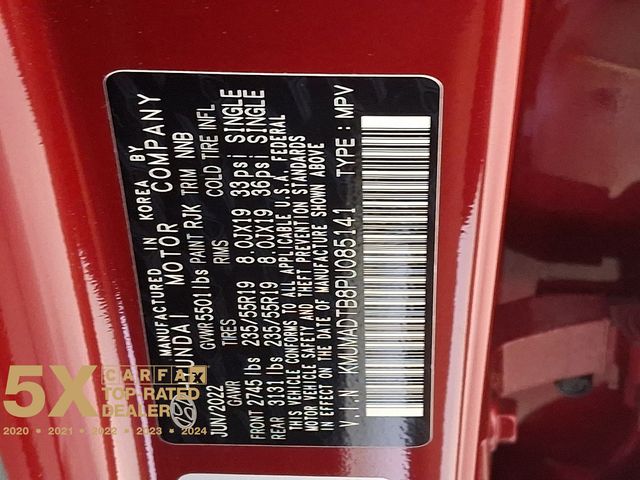 MANUFACTURED IN KOREA BY
HYUNDAI MOTOR COMPANY
JUN/2022 GVWR 5501 lbs PAINT RJK TRIM NNB
GAWR TIRES RIMS COLD TIRE INFL
FRONT 2745 lbs 235/55R19 8.0JX19 33psi SINGLE
REAR 3131 lbs 235/55R19 8.0JX19 36psi SINGLE
THIS VEHICLE CONFORMS TO ALL APPLICABLE U.S.A. FEDERAL
MOTOR VEHICLE SAFETY AND THEFT PREVENTION STANDARDS
IN EFFECT ON THE DATE OF MANUFACTURE SHOWN ABOVE
V.I.N KMUMADTB8PU085141 TYPE : MPV
5X CARFAX
TOP-RATED
DEALER
2020 • 2021 • 2022 • 2023 • 2024